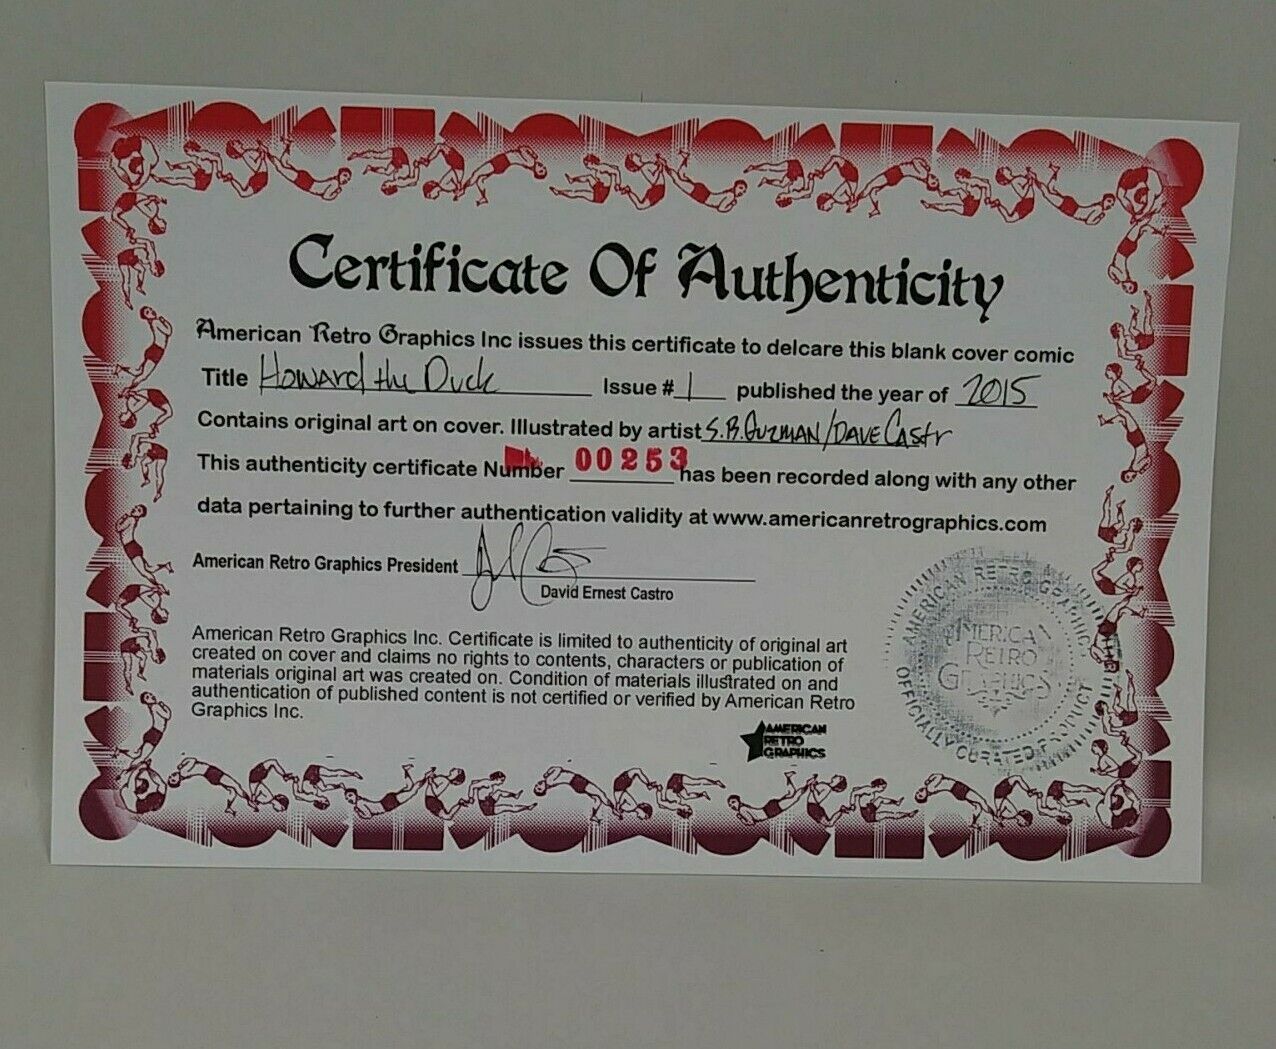 Certificate Of Authenticity
American Retro Graphics Inc issues this certificate to delcare this blank cover comic
Title Howard the Duck Issue # 1 published the year of 2015
Contains original art on cover. Illustrated by artist S.B. Guzman/Dave Castr
This authenticity certificate Number 00253 has been recorded along with any other
data pertaining to further authentication validity at www.americanretrographics.com
American Retro Graphics President
David Ernest Castro
American Retro Graphics Inc. Certificate is limited to authenticity of original art
created on cover and claims no rights to contents, characters or publication of
materials original art was created on. Condition of materials illustrated on and
authentication of published content is not certified or verified by American Retro
Graphics Inc.
AMERICAN
RETRO
GRAPHICS
AMERICAN RETRO GRAPHICS
AMERICAN
RETRO
GRAPHICS
OFFICIALLY CURATED PRODUCT